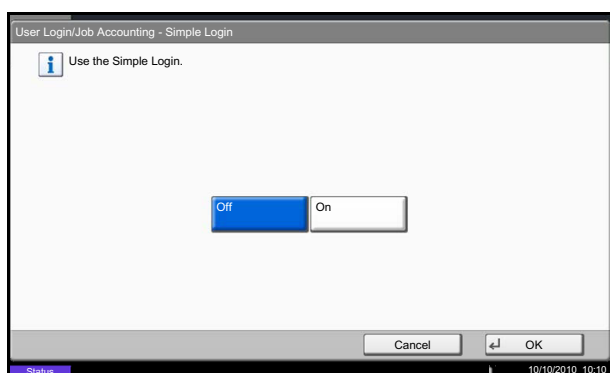 User Login/Job Accounting - Simple Login
Use the Simple Login.
Off
On
Cancel
OK
Status
10/10/2010 10:10